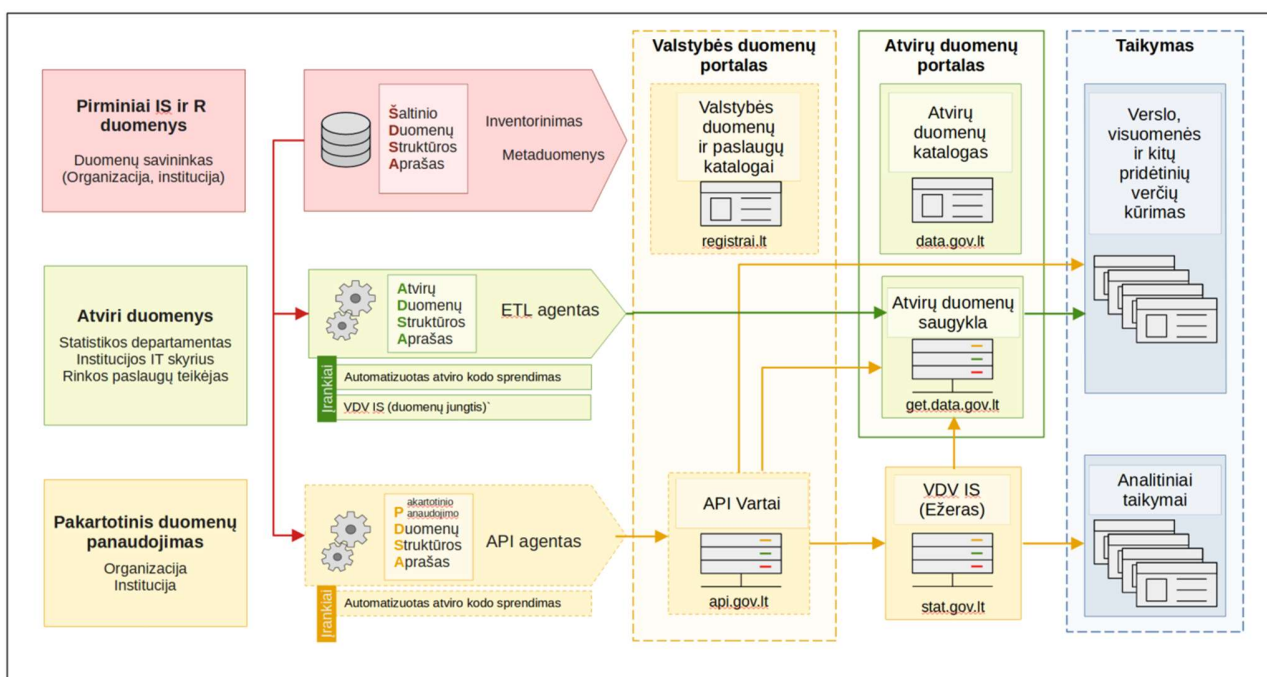 Valstybės duomenų
portalas
Atvirų duomenų
portalas
Taikymas
Pirminiai IS ir R
duomenys
Duomenų savininkas
(Organizacija, institucija)
Šaltinio
Duomenų
Struktūros
Aprašas
Inventorinimas
Metaduomenys
Valstybės
duomenų
ir paslaugų
katalogai
registrai.lt
Atvirų
duomenų
katalogas
data.gov.lt
Verslo,
visuomenės
ir kitų
pridėtinių
verčių
kūrimas
Atviri duomenys
Statistikos departamentas
Institucijos IT skyrius
Rinkos paslaugų teikėjas
Atvirų
Duomenų
Struktūros
Aprašas
ETL agentas
Įrankiai
Automatizuotas atviro kodo sprendimas
VDV IS (duomenų jungtis)`
Atvirų duomenų
saugykla
get.data.gov.lt
Pakartotinis duomenų
panaudojimas
Organizacija
Institucija
P akartotinio
anaudojimo
Duomenų
Struktūros
Aprašas
API agentas
Įrankiai
Automatizuotas atviro kodo sprendimas
API Vartai
api.gov.lt
VDV IS
(Ežeras)
stat.gov.lt
Analitiniai
taikymai